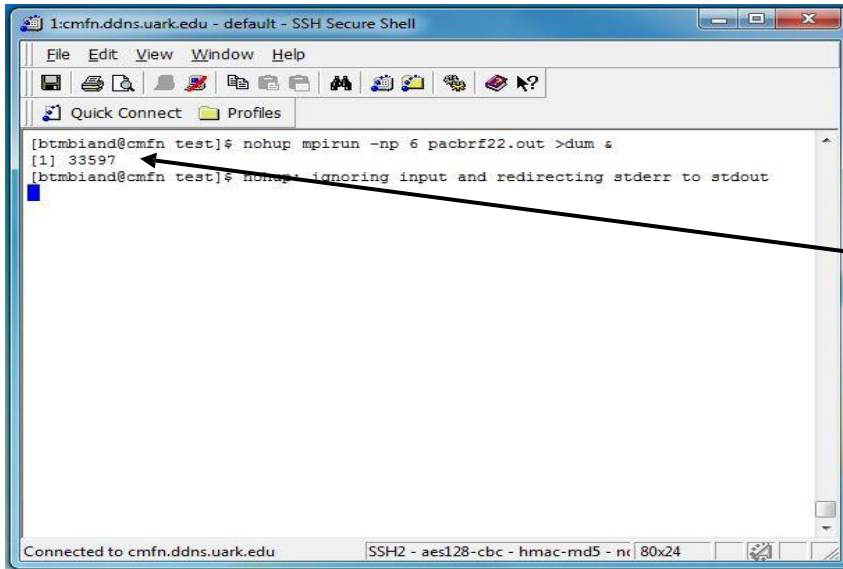 1:cmfn.ddns.uark.edu - default - SSH Secure Shell
File Edit View Window Help
Quick Connect Profiles
[btmbiand@cmfn test]$ nohup mpirun -np 6 pacbrf22.out >dum &
[1] 33597
[btmbiand@cmfn test]$ nohup: ignoring input and redirecting stderr to stdout
Connected to cmfn.ddns.uark.edu SSH2 - aes128-cbc - hmac-md5 - 80x24